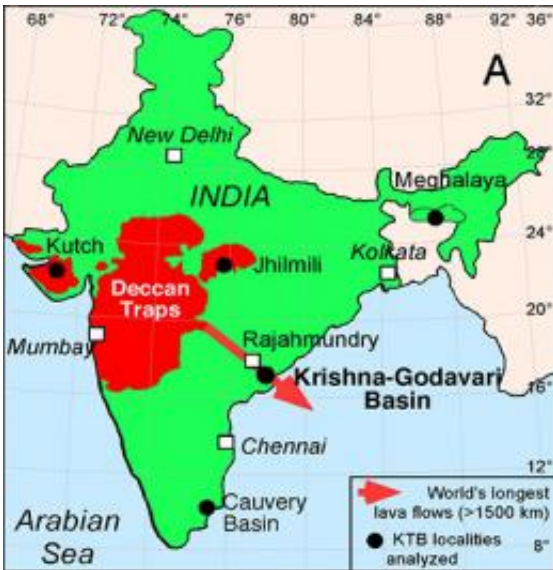 68°
72°
74°
76°
80°
84°
88°
92°
96°
36°
A
32°
28°
24°
20°
16°
12°
8°
New Delhi
INDIA
Meghalaya
Kutch
Jhilmili
Kolkata
Deccan
Traps
Mumbay
Rajahmundry
Krishna-Godavari
Basin
Chennai
Cauvery
Basin
Arabian
Sea
World's longest
lava flows (>1500 km)
KTB localities
analyzed